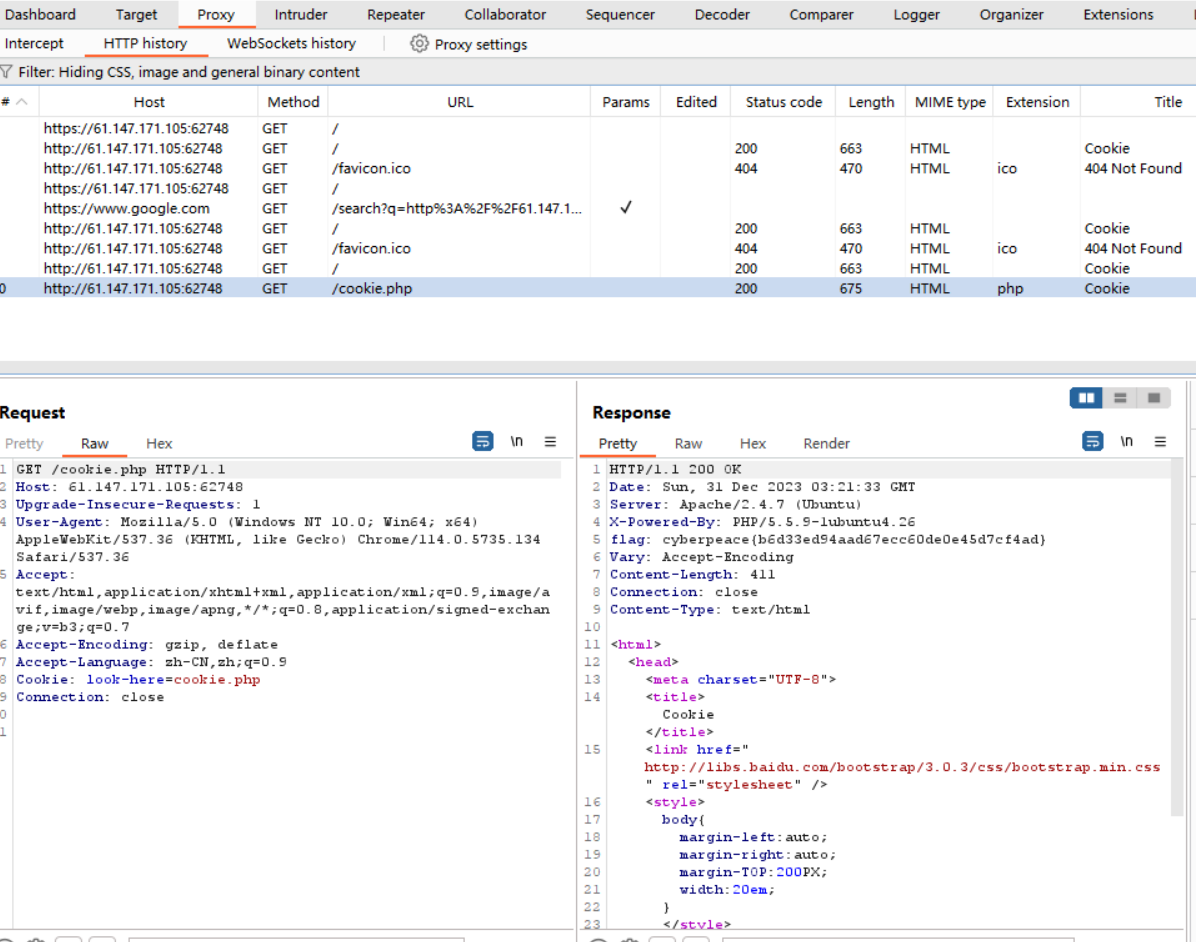 Dashboard Target Proxy Intruder Repeater Collaborator Sequencer Decoder Comparer Logger Organizer Extensions
Intercept HTTP history WebSockets history Proxy settings
Filter: Hiding CSS, image and general binary content
# Host Method URL Params Edited Status code Length MIME type Extension Title
https://61.147.171.105:62748 GET /
http://61.147.171.105:62748 GET / 200 663 HTML Cookie
http://61.147.171.105:62748 GET /favicon.ico 404 470 HTML ico 404 Not Found
https://61.147.171.105:62748 GET /
https://www.google.com GET /search?q=http%3A%2F%2F61.147.1... ✓
http://61.147.171.105:62748 GET / 200 663 HTML Cookie
http://61.147.171.105:62748 GET /favicon.ico 404 470 HTML ico 404 Not Found
http://61.147.171.105:62748 GET / 200 663 HTML Cookie
0 http://61.147.171.105:62748 GET /cookie.php 200 675 HTML php Cookie
Request
Pretty Raw Hex \n
1 GET /cookie.php HTTP/1.1
2 Host: 61.147.171.105:62748
3 Upgrade-Insecure-Requests: 1
4 User-Agent: Mozilla/5.0 (Windows NT 10.0; Win64; x64)
AppleWebKit/537.36 (KHTML, like Gecko) Chrome/114.0.5735.134
Safari/537.36
5 Accept:
text/html,application/xhtml+xml,application/xml;q=0.9,image/a
vif,image/webp,image/apng,*/*;q=0.8,application/signed-exchan
ge;v=b3;q=0.7
6 Accept-Encoding: gzip, deflate
7 Accept-Language: zh-CN,zh;q=0.9
8 Cookie: look-here=cookie.php
9 Connection: close
0
1
Response
Pretty Raw Hex Render \n
1 HTTP/1.1 200 OK
2 Date: Sun, 31 Dec 2023 03:21:33 GMT
3 Server: Apache/2.4.7 (Ubuntu)
4 X-Powered-By: PHP/5.5.9-1ubuntu4.26
5 flag: cyberpeace{b6d33ed94aad67ecc60de0e45d7cf4ad}
6 Vary: Accept-Encoding
7 Content-Length: 411
8 Connection: close
9 Content-Type: text/html
10
11 <html>
12 <head>
13 <meta charset="UTF-8">
14 <title>
Cookie
</title>
15 <link href="
http://libs.baidu.com/bootstrap/3.0.3/css/bootstrap.min.css
" rel="stylesheet" />
16 <style>
17 body{
18 margin-left:auto;
19 margin-right:auto;
20 margin-TOP:200PX;
21 width:20em;
22 }
23 </style>